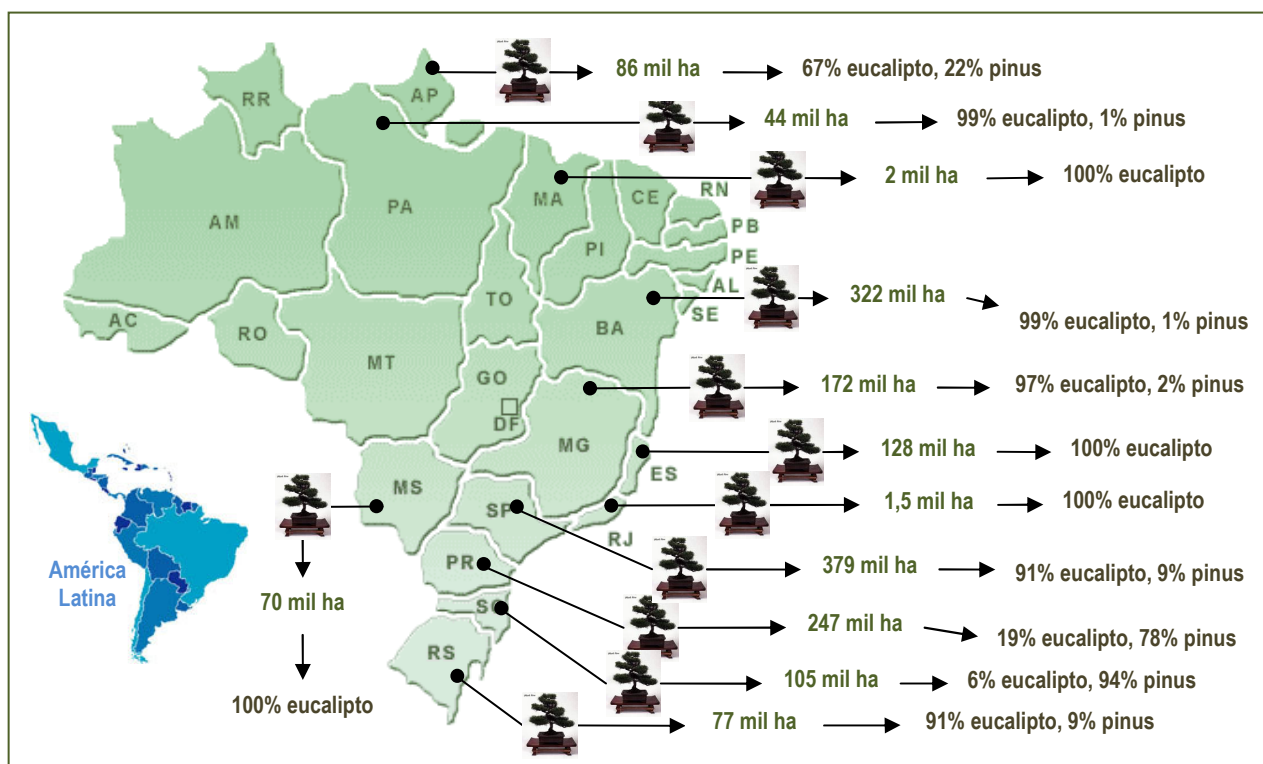 86 mil ha
67% eucalipto, 22% pinus
RR
AP
44 mil ha
99% eucalipto, 1% pinus
2 mil ha
100% eucalipto
AM
PA
MA
CE
RN
PB
PI
PE
TO
AL
SE
322 mil ha
99% eucalipto, 1% pinus
AC
RO
BA
MT
GO
DF
172 mil ha
97% eucalipto, 2% pinus
MG
ES
128 mil ha
100% eucalipto
MS
SP
RJ
1,5 mil ha
100% eucalipto
PR
379 mil ha
91% eucalipto, 9% pinus
América
Latina
70 mil ha
SC
247 mil ha
19% eucalipto, 78% pinus
RS
105 mil ha
6% eucalipto, 94% pinus
100% eucalipto
77 mil ha
91% eucalipto, 9% pinus